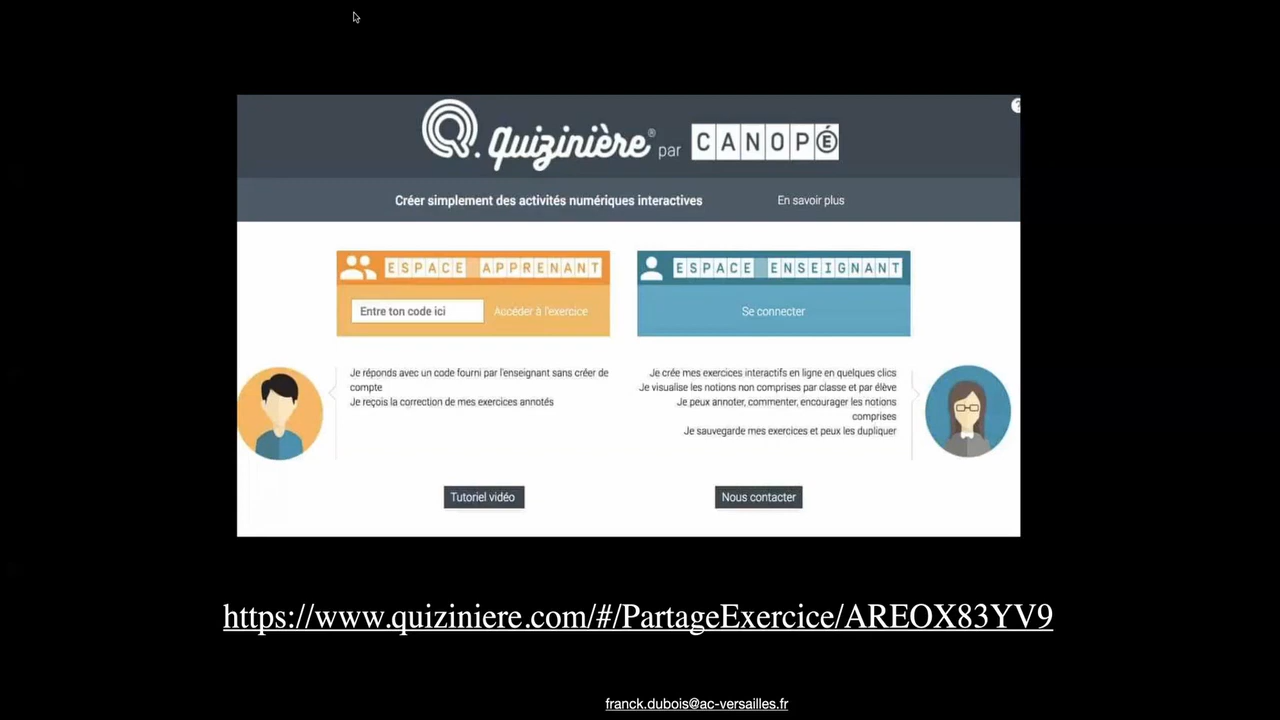 ?
Q. quizinière® par CANOPÉ
Créer simplement des activités numériques interactives
En savoir plus
ESPACE APPRENANT
Entre ton code ici
Accéder à l'exercice
Je réponds avec un code fourni par l'enseignant sans créer de
compte
Je reçois la correction de mes exercices annotés
Tutoriel vidéo
ESPACE ENSEIGNANT
Se connecter
Je crée mes exercices interactifs en ligne en quelques clics
Je visualise les notions non comprises par classe et par élève
Je peux annoter, commenter, encourager les notions
comprises
Je sauvegarde mes exercices et peux les dupliquer
Nous contacter
https://www.quiziniere.com/#/PartageExercice/AREOX83YV9
franck.dubois@ac-versailles.fr